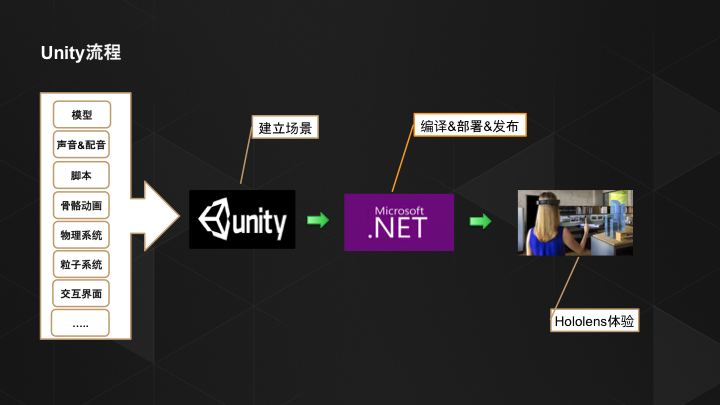 Unity流程
模型
声音&配音
脚本
骨骼动画
物理系统
粒子系统
交互界面
.....
建立场景
unity
编译&部署&发布
Microsoft
.NET
Hololens体验